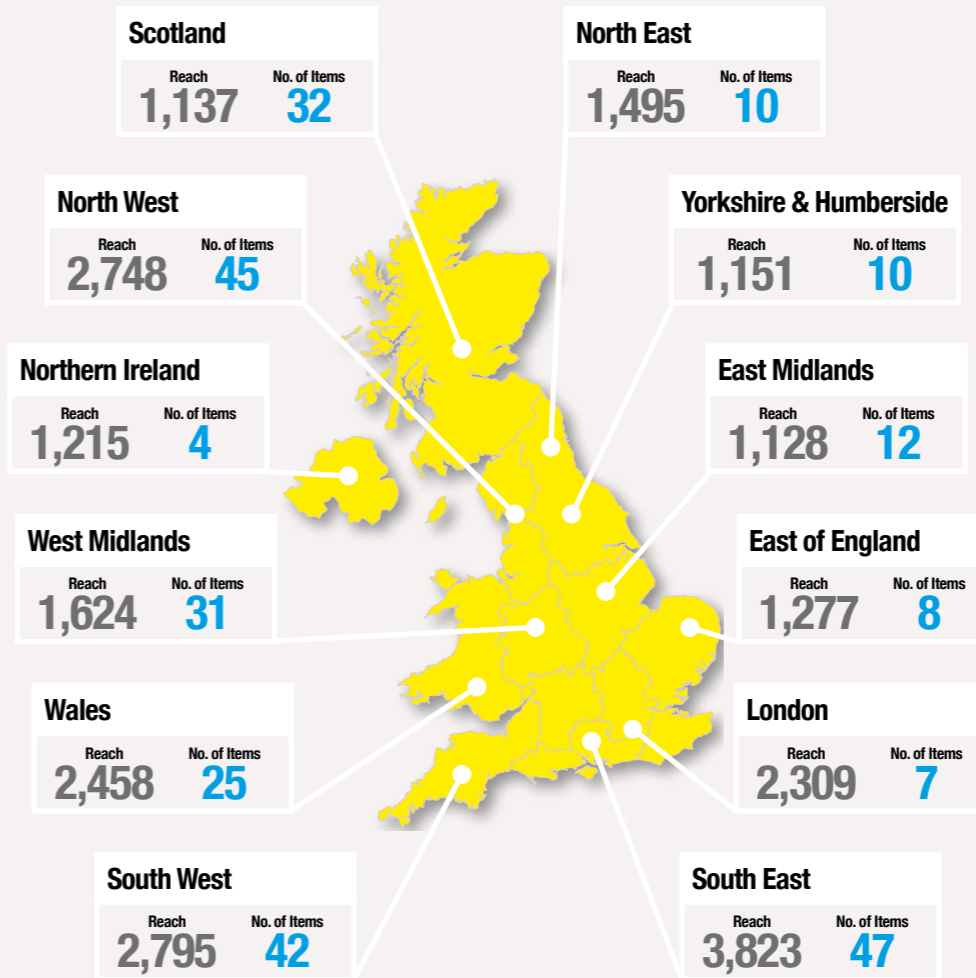 Scotland
Reach No. of Items
1,137 32
North East
Reach No. of Items
1,495 10
North West
Reach No. of Items
2,748 45
Yorkshire & Humberside
Reach No. of Items
1,151 10
Northern Ireland
Reach No. of Items
1,215 4
East Midlands
Reach No. of Items
1,128 12
West Midlands
Reach No. of Items
1,624 31
East of England
Reach No. of Items
1,277 8
Wales
Reach No. of Items
2,458 25
London
Reach No. of Items
2,309 7
South West
Reach No. of Items
2,795 42
South East
Reach No. of Items
3,823 47